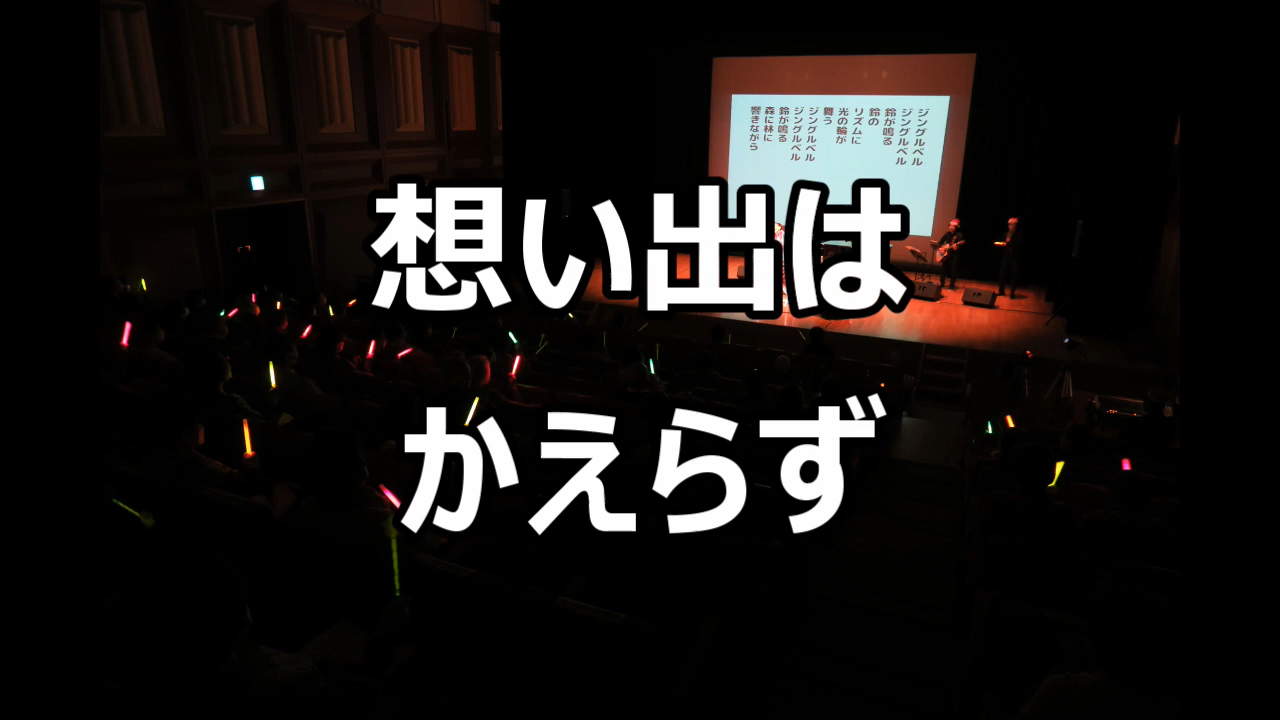 ジングルベル
ジングルベル
鈴が鳴る
鈴の
リズムに
光の輪が
舞う
ジングルベル
ジングルベル
鈴が鳴る
森に林に
響きながら
想い出は
かえらず